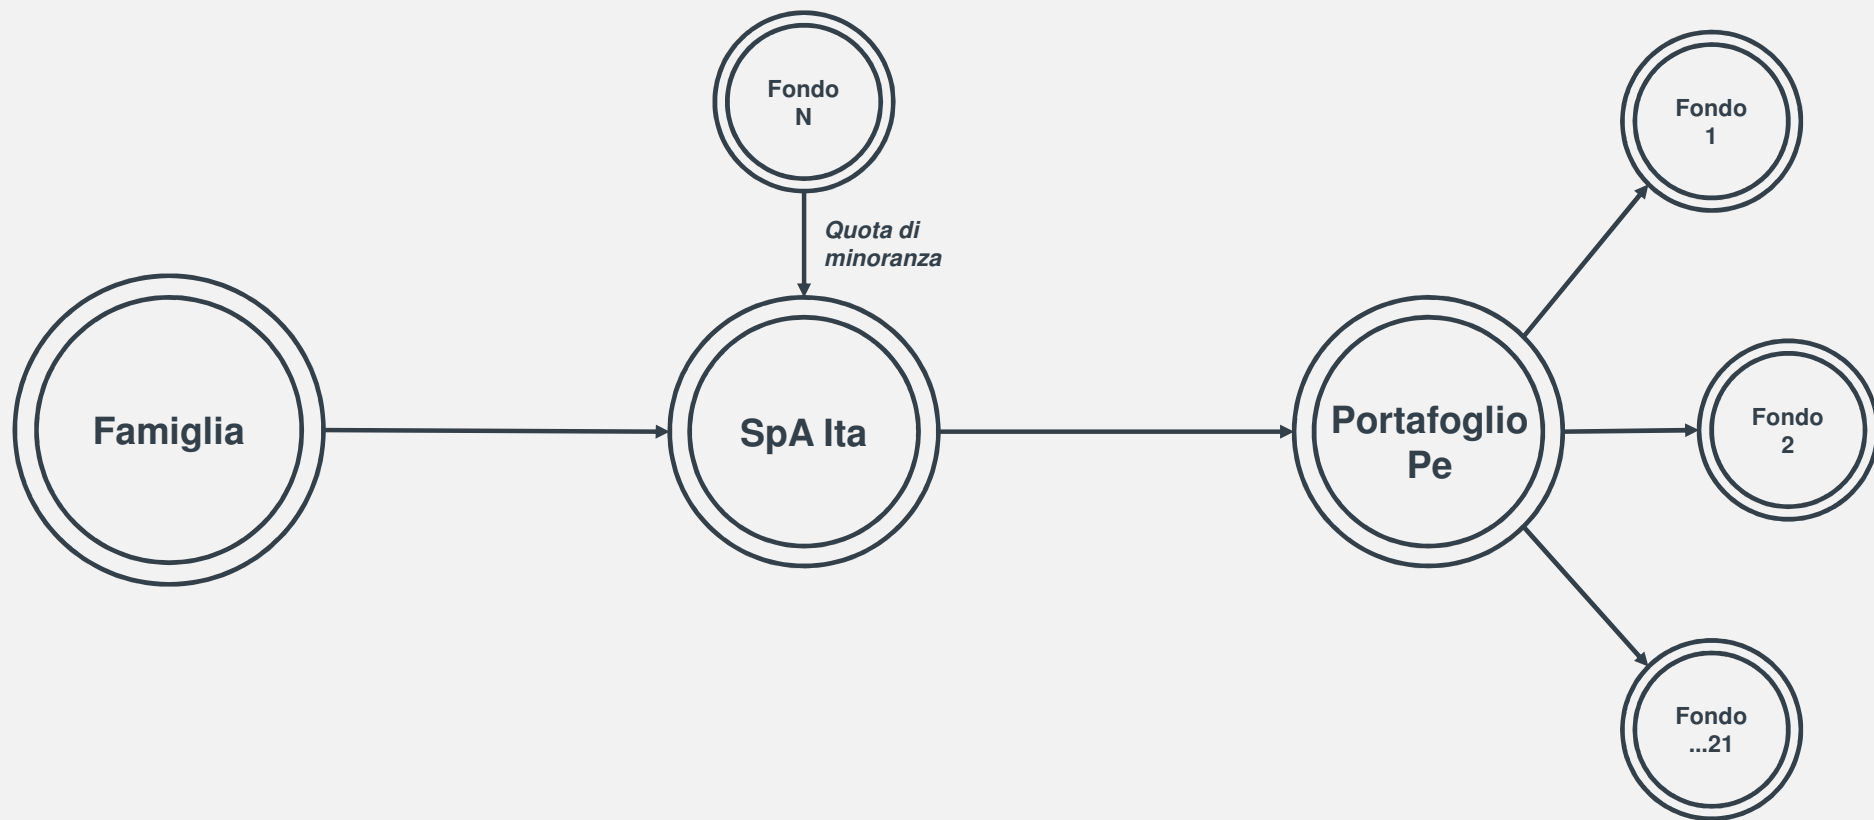 Fondo
N
Fondo
1
Quota di
minoranza
Famiglia
SpA Ita
Portafoglio
Pe
Fondo
2
Fondo
...21